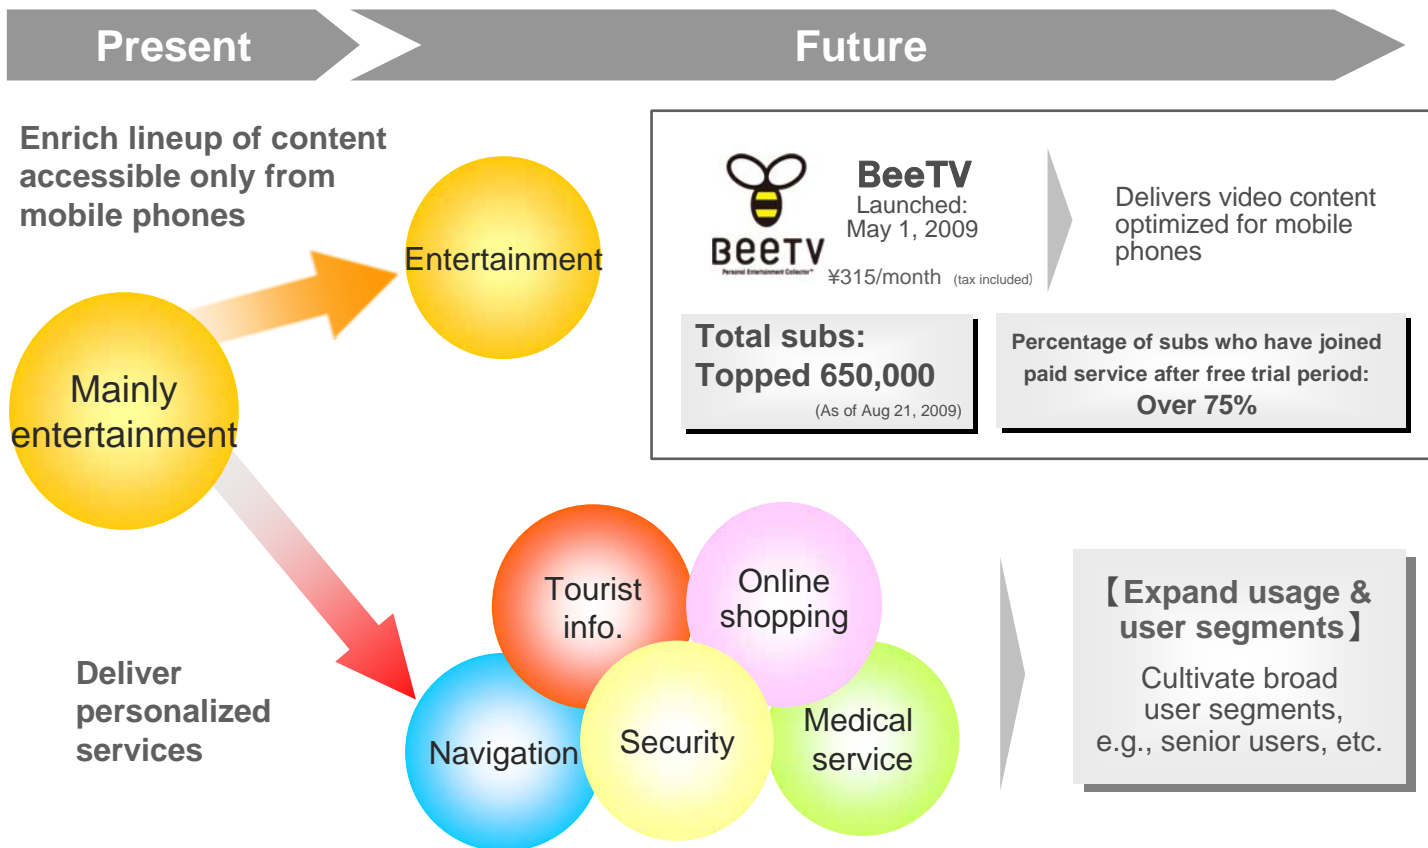 Present
Future
Enrich lineup of content
accessible only from
mobile phones
Entertainment
Mainly
entertainment
BeeTV
Personal Entertainment Collector™
BeeTV
Launched:
May 1, 2009
¥315/month (tax included)
Delivers video content
optimized for mobile
phones
Total subs:
Topped 650,000
(As of Aug 21, 2009)
Percentage of subs who have joined
paid service after free trial period:
Over 75%
Deliver
personalized
services
Tourist
info.
Online
shopping
Navigation
Security
Medical
service
【Expand usage &
user segments】
Cultivate broad
user segments,
e.g., senior users, etc.